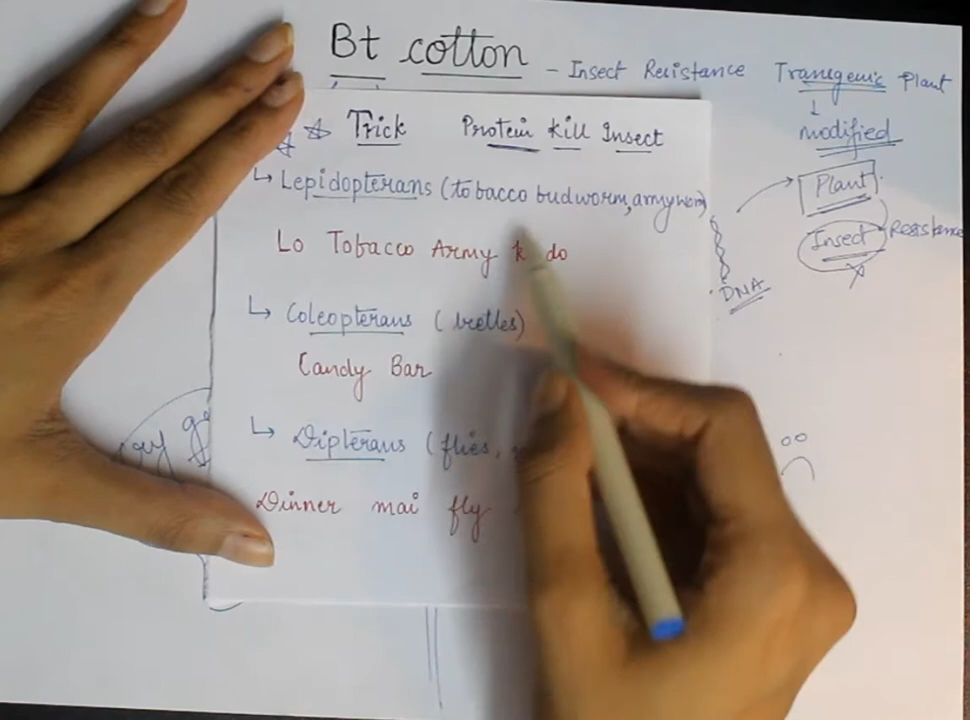 Bt cotton - Insect Resistance Transgenic Plant
↓
modified
Plant
Insect Resistance
DNA
Trick Protein Kill Insect
↳ Lepidopterans (tobacco budworm, armyworm)
Lo Tobacco Army k do
↳ Coleopterans (beetles)
Candy Bar
↳ Dipterans (flies,
Dinner mai fly